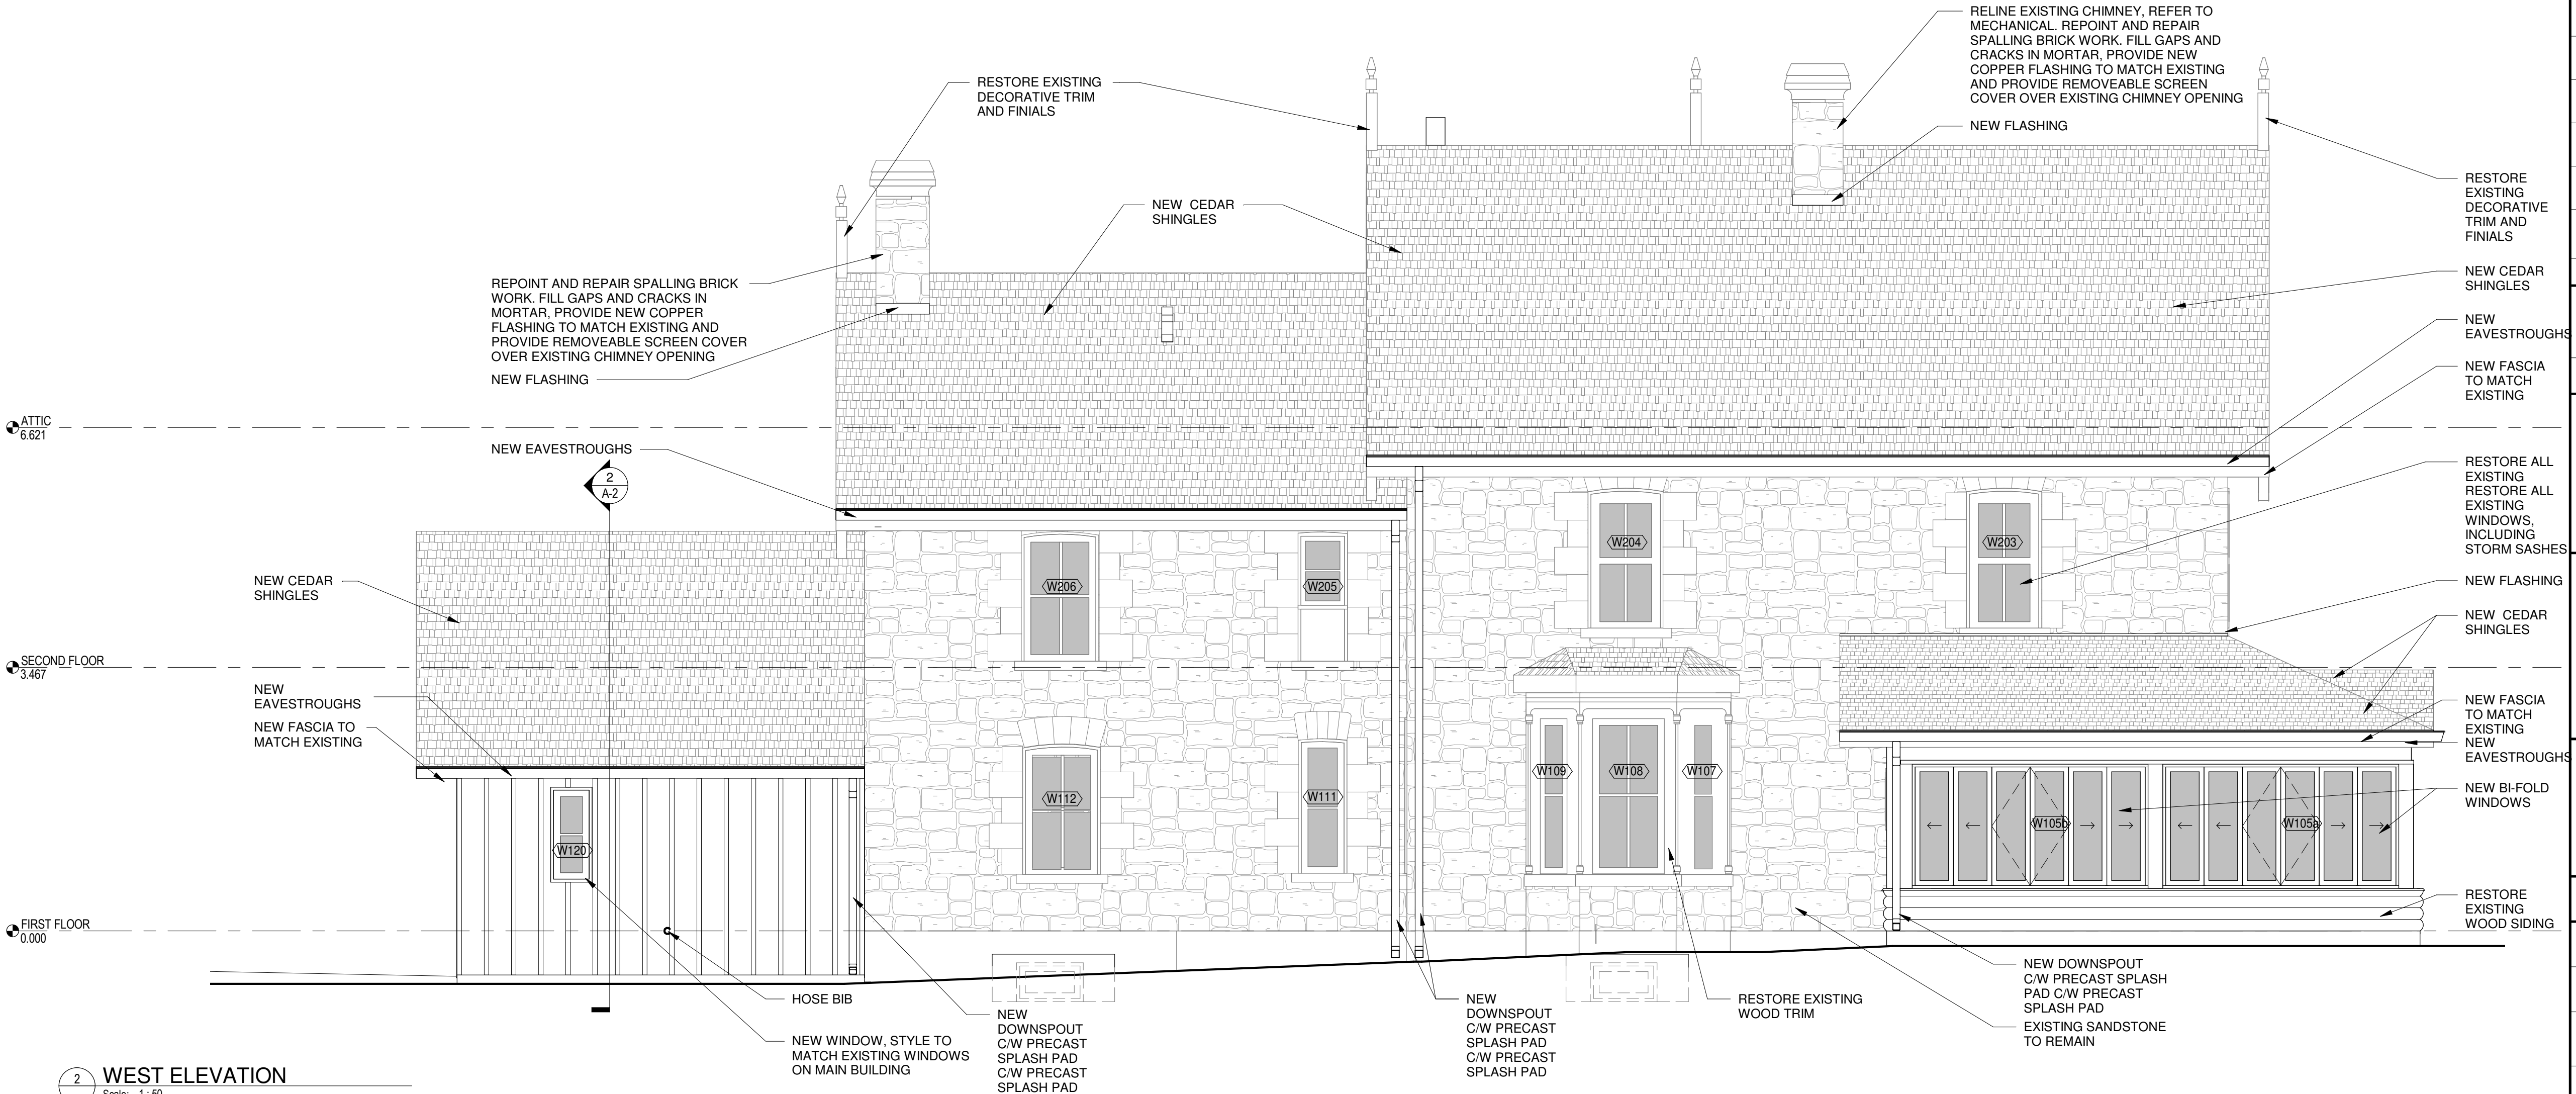 RELINE EXISTING CHIMNEY, REFER TO
MECHANICAL. REPOINT AND REPAIR
SPALLING BRICK WORK. FILL GAPS AND
CRACKS IN MORTAR, PROVIDE NEW
COPPER FLASHING TO MATCH EXISTING
AND PROVIDE REMOVEABLE SCREEN
COVER OVER EXISTING CHIMNEY OPENING
NEW FLASHING
RESTORE EXISTING
DECORATIVE TRIM
AND FINIALS
NEW CEDAR
SHINGLES
RESTORE
EXISTING
DECORATIVE
TRIM AND
FINIALS
NEW CEDAR
SHINGLES
NEW
EAVESTROUGHS
NEW FASCIA
TO MATCH
EXISTING
REPOINT AND REPAIR SPALLING BRICK
WORK. FILL GAPS AND CRACKS IN
MORTAR, PROVIDE NEW COPPER
FLASHING TO MATCH EXISTING AND
PROVIDE REMOVEABLE SCREEN COVER
OVER EXISTING CHIMNEY OPENING
NEW FLASHING
ATTIC
6.621
NEW EAVESTROUGHS
2
A-2
RESTORE ALL
EXISTING
RESTORE ALL
EXISTING
WINDOWS,
INCLUDING
STORM SASHES
W204
W203
W206
W205
NEW CEDAR
SHINGLES
NEW FLASHING
NEW CEDAR
SHINGLES
SECOND FLOOR
3.467
NEW
EAVESTROUGHS
NEW FASCIA TO
MATCH EXISTING
NEW FASCIA
TO MATCH
EXISTING
NEW
EAVESTROUGHS
NEW BI-FOLD
WINDOWS
W109
W108
W107
W112
W111
W120
W105b
W105a
RESTORE
EXISTING
WOOD SIDING
FIRST FLOOR
0.000
HOSE BIB
NEW WINDOW, STYLE TO
MATCH EXISTING WINDOWS
ON MAIN BUILDING
NEW
DOWNSPOUT
C/W PRECAST
SPLASH PAD
C/W PRECAST
SPLASH PAD
NEW
DOWNSPOUT
C/W PRECAST
SPLASH PAD
C/W PRECAST
SPLASH PAD
RESTORE EXISTING
WOOD TRIM
NEW DOWNSPOUT
C/W PRECAST SPLASH
PAD C/W PRECAST
SPLASH PAD
EXISTING SANDSTONE
TO REMAIN
2
WEST ELEVATION
Scale: 1 : 50